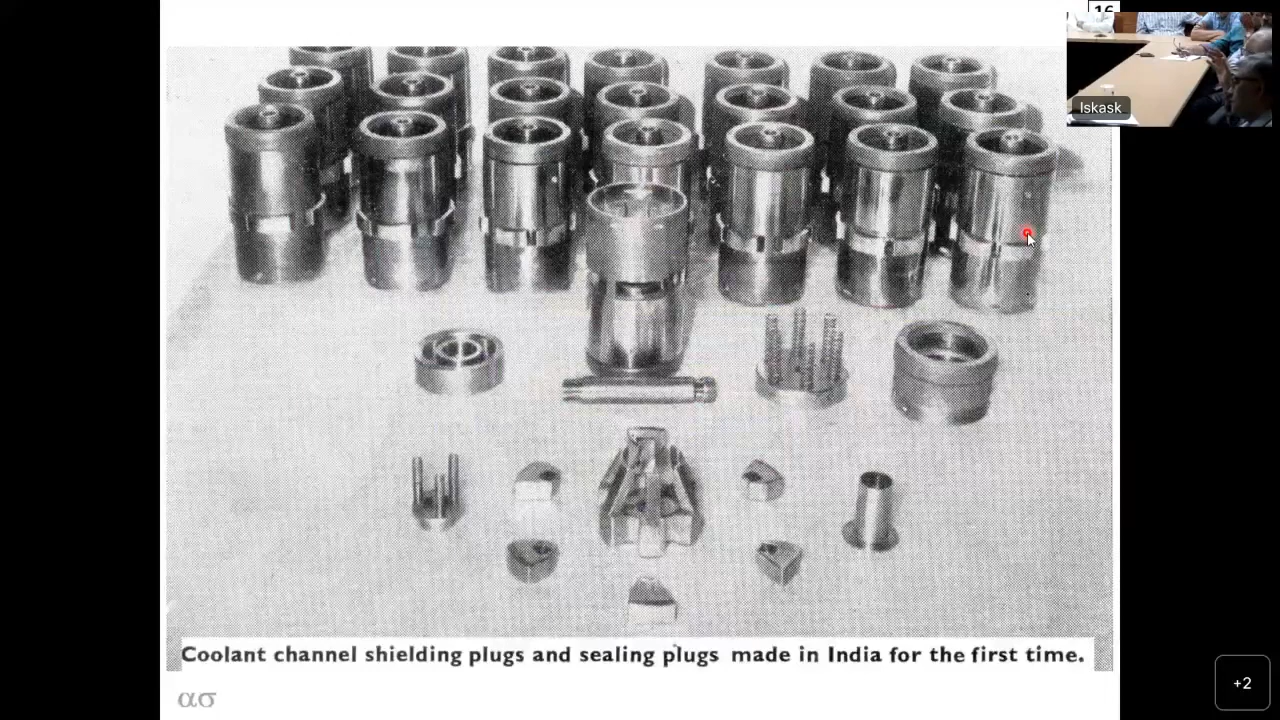 16
Iskask
Coolant channel shielding plugs and sealing plugs made in India for the first time.
ασ
+2